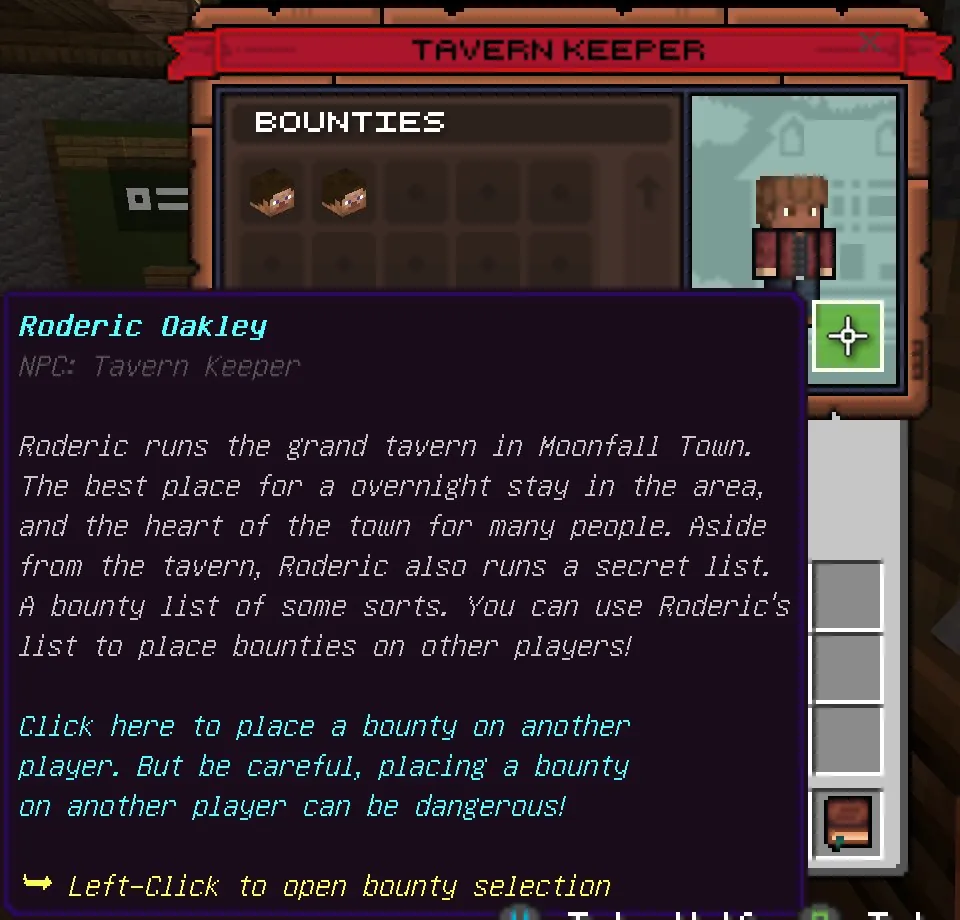 TAVERN KEEPER
BOUNTIES
Roderic Oakley
NPC: Tavern Keeper
Roderic runs the grand tavern in Moonfall Town.
The best place for a overnight stay in the area,
and the heart of the town for many people. Aside
from the tavern, Roderic also runs a secret list.
A bounty list of some sorts. You can use Roderic's
list to place bounties on other players!
Click here to place a bounty on another
player. But be careful, placing a bounty
on another player can be dangerous!
Left-Click to open bounty selection